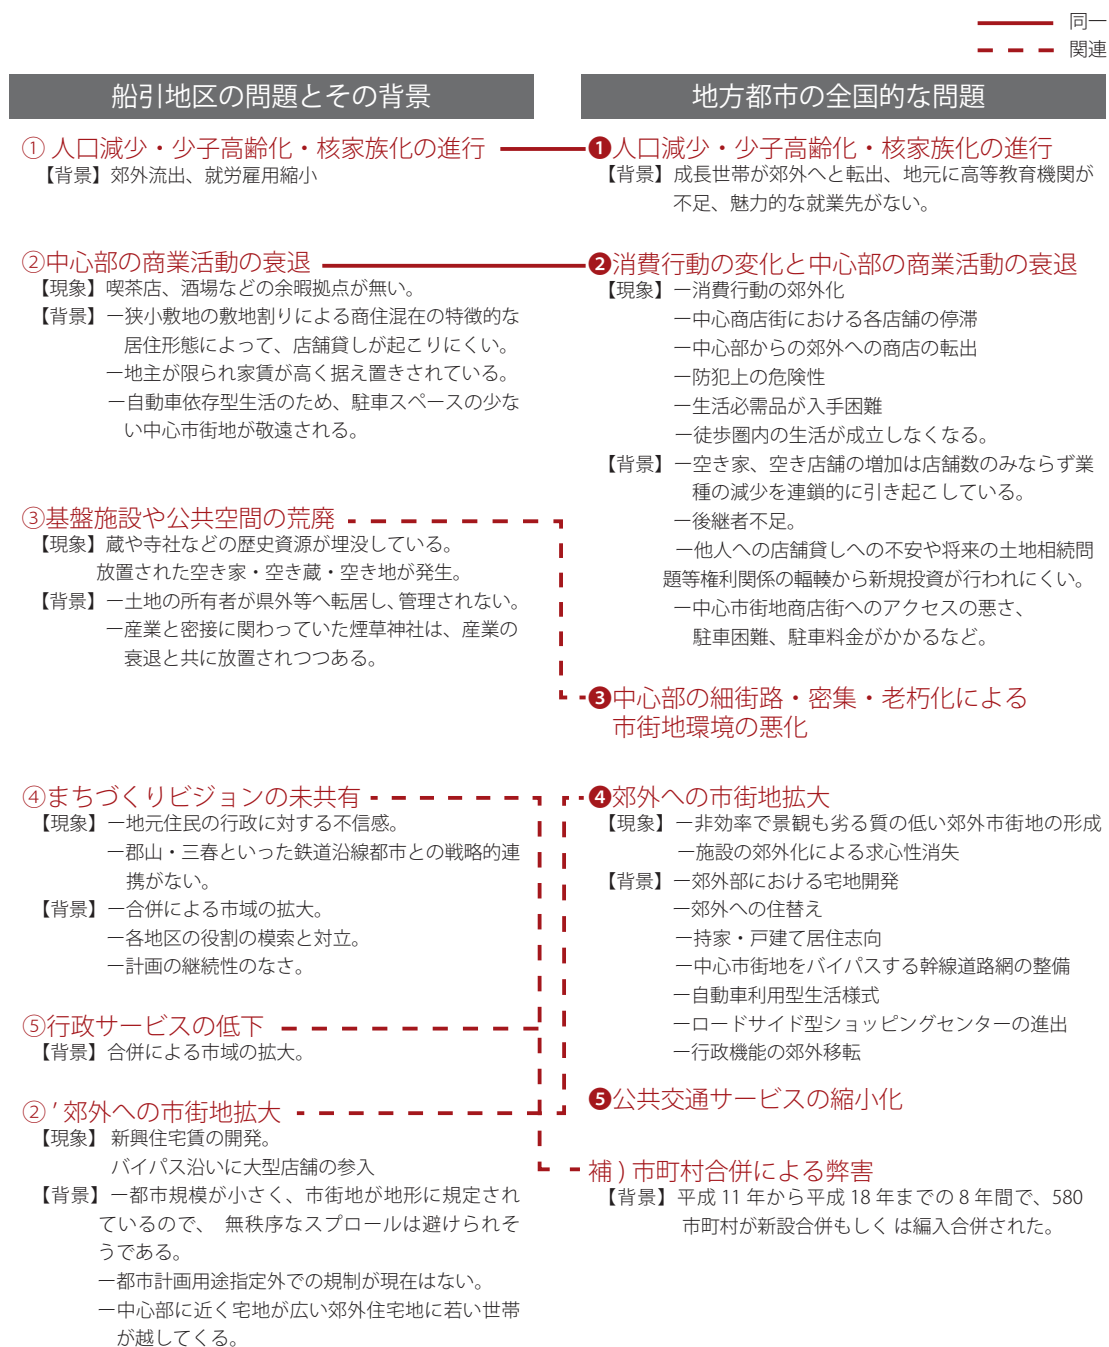 同一
関連
船引地区の問題とその背景
① 人口減少・少子高齢化・核家族化の進行
【背景】郊外流出、就労雇用縮小
②中心部の商業活動の衰退
【現象】喫茶店、酒場などの余暇拠点が無い。
【背景】ー狭小敷地の敷地割りによる商住混在の特徴的な
居住形態によって、店舗貸しが起こりにくい。
ー地主が限られ家賃が高く据え置きされている。
ー自動車依存型生活のため、駐車スペースの少な
い中心市街地が敬遠される。
③基盤施設や公共空間の荒廃
【現象】蔵や寺社などの歴史資源が埋没している。
放置された空き家・空き蔵・空き地が発生。
【背景】ー土地の所有者が県外等へ転居し、管理されない。
ー産業と密接に関わっていた煙草神社は、産業の
衰退と共に放置されつつある。
④まちづくりビジョンの未共有
【現象】ー地元住民の行政に対する不信感。
ー郡山・三春といった鉄道沿線都市との戦略的連
携がない。
【背景】ー合併による市域の拡大。
ー各地区の役割の模索と対立。
ー計画の継続性のなさ。
⑤行政サービスの低下
【背景】合併による市域の拡大。
②′郊外への市街地拡大
【現象】 新興住宅賃の開発。
バイパス沿いに大型店舗の参入
【背景】ー都市規模が小さく、市街地が地形に規定され
ているので、 無秩序なスプロールは避けられそ
うである。
ー都市計画用途指定外での規制が現在はない。
ー中心部に近く宅地が広い郊外住宅地に若い世帯
が越してくる。
地方都市の全国的な問題
❶人口減少・少子高齢化・核家族化の進行
【背景】成長世帯が郊外へと転出、地元に高等教育機関が
不足、魅力的な就業先がない。
❷消費行動の変化と中心部の商業活動の衰退
【現象】ー消費行動の郊外化
ー中心商店街における各店舗の停滞
ー中心部からの郊外への商店の転出
ー防犯上の危険性
ー生活必需品が入手困難
ー徒歩圏内の生活が成立しなくなる。
【背景】ー空き家、空き店舗の増加は店舗数のみならず業
種の減少を連鎖的に引き起こしている。
ー後継者不足。
ー他人への店舗貸しへの不安や将来の土地相続問
題等権利関係の輻輳から新規投資が行われにくい。
ー中心市街地商店街へのアクセスの悪さ、
駐車困難、駐車料金がかかるなど。
❸中心部の細街路・密集・老朽化による
市街地環境の悪化
❹郊外への市街地拡大
【現象】ー非効率で景観も劣る質の低い郊外市街地の形成
ー施設の郊外化による求心性消失
【背景】ー郊外部における宅地開発
ー郊外への住替え
ー持家・戸建て居住志向
ー中心市街地をバイパスする幹線道路網の整備
ー自動車利用型生活様式
ーロードサイド型ショッピングセンターの進出
ー行政機能の郊外移転
❺公共交通サービスの縮小化
補 ) 市町村合併による弊害
【背景】平成 11 年から平成 18 年までの 8 年間で、580
市町村が新設合併もしく は編入合併された。